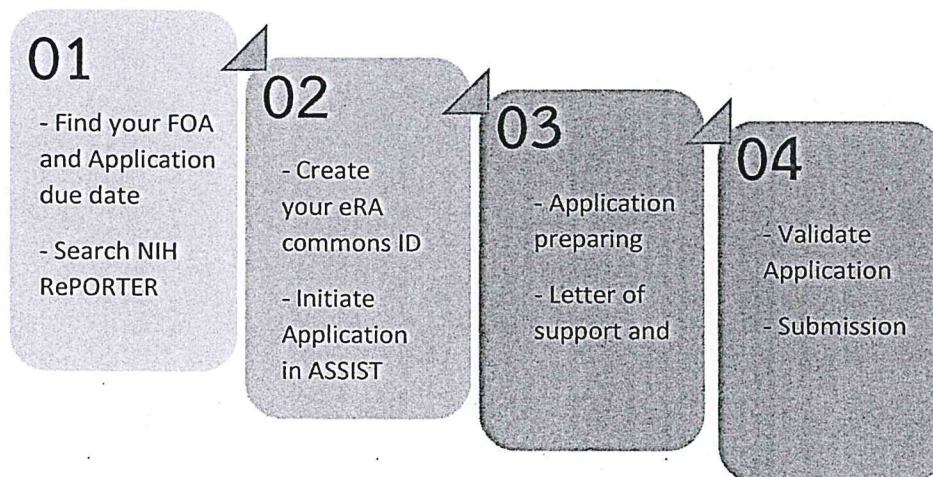 01
- Find your FOA
and Application
due date
- Search NIH
RePORTER
02
- Create
your eRA
commons ID
- Initiate
Application
in ASSIST
03
- Application
preparing
- Letter of
support and
04
- Validate
Application
- Submission